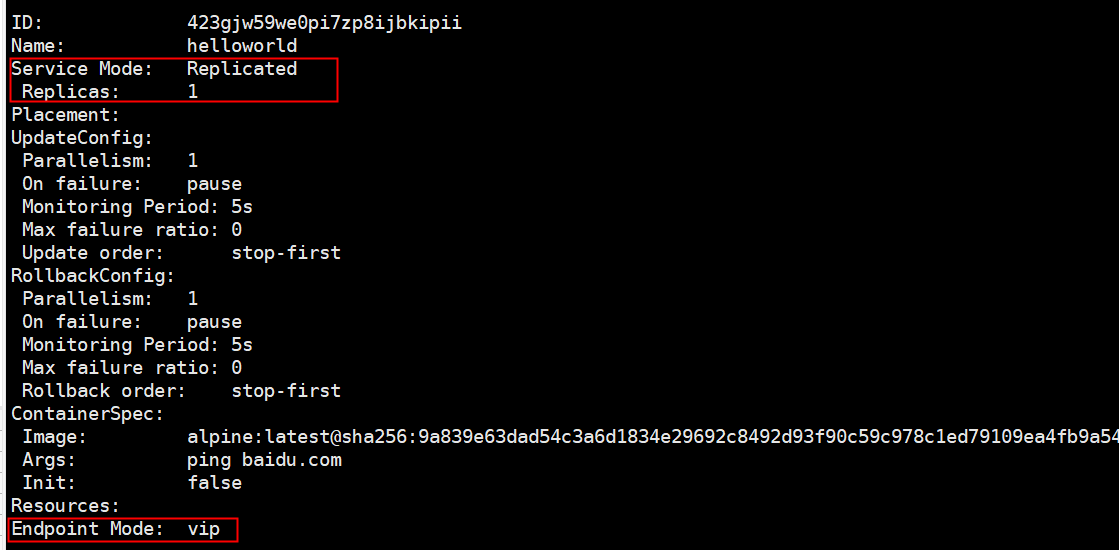 ID: 423gjw59we0pi7zp8ijbkipii
Name: helloworld
Service Mode: Replicated
Replicas: 1
Placement:
UpdateConfig:
Parallelism: 1
On failure: pause
Monitoring Period: 5s
Max failure ratio: 0
Update order: stop-first
RollbackConfig:
Parallelism: 1
On failure: pause
Monitoring Period: 5s
Max failure ratio: 0
Rollback order: stop-first
ContainerSpec:
Image: alpine:latest@sha256:9a839e63dad54c3a6d1834e29692c8492d93f90c59c978c1ed79109ea4fb9a54
Args: ping baidu.com
Init: false
Resources:
Endpoint Mode: vip